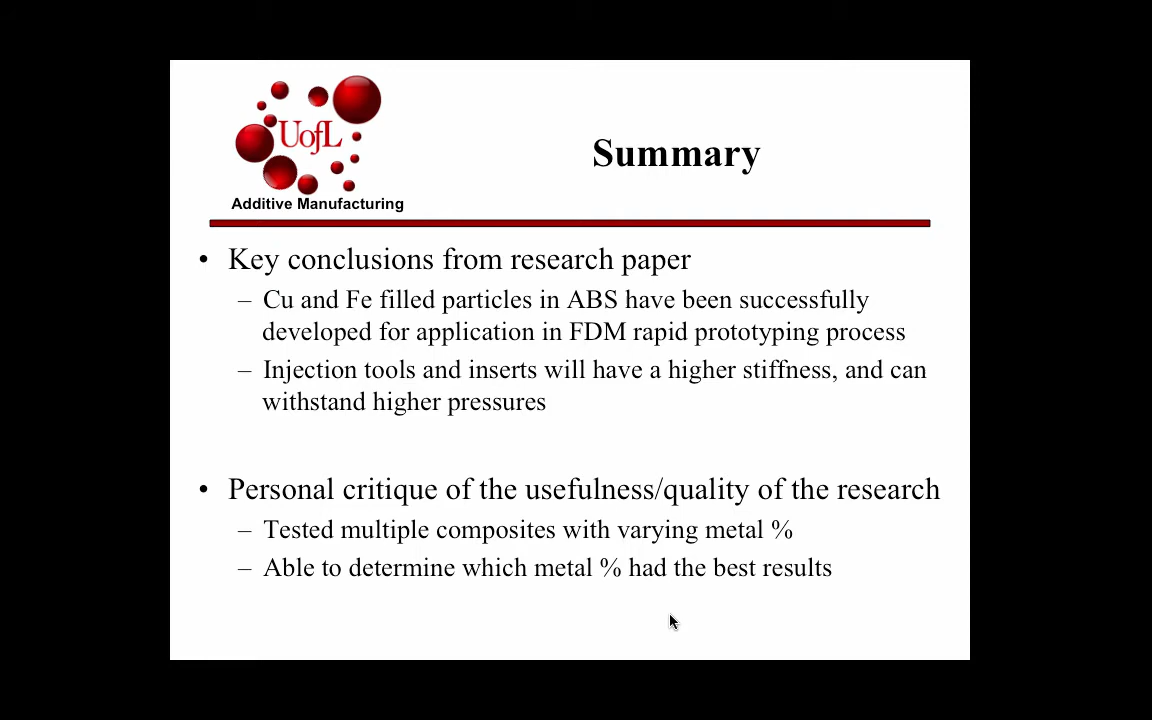 UofL
Additive Manufacturing
Summary
• Key conclusions from research paper
– Cu and Fe filled particles in ABS have been successfully
developed for application in FDM rapid prototyping process
– Injection tools and inserts will have a higher stiffness, and can
withstand higher pressures
• Personal critique of the usefulness/quality of the research
– Tested multiple composites with varying metal %
– Able to determine which metal % had the best results